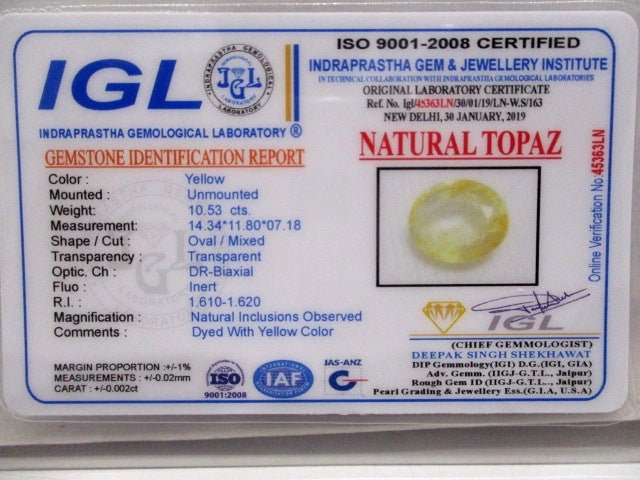 IGL
INDRAPRASTHA GEMOLOGICAL LABORATORY ®
INDRAPRASTHA GEMOLOGICAL
IGL
LABORATORY
ISO 9001-2008 CERTIFIED
INDRAPRASTHA GEM & JEWELLERY INSTITUTE
IN TECHNICAL COLLABORATION WITH INDRAPRASTHA GEMOLOGICAL LABORATORIES
ORIGINAL LABORATORY CERTIFICATE
Ref. No. Igl/45363LN/30/01/19/LN-W.S/163
NEW DELHI, 30 JANUARY, 2019
GEMSTONE IDENTIFICATION REPORT
Color : Yellow
Mounted : Unmounted
Weight: 10.53 cts.
Measurement: 14.34*11.80*07.18
Shape / Cut : Oval / Mixed
Transparency : Transparent
Optic. Ch : DR-Biaxial
Fluo : Inert
R.I. : 1.610-1.620
Magnification : Natural Inclusions Observed
Comments : Dyed With Yellow Color
NATURAL TOPAZ
Online Verification No:45363LN
IGL
(CHIEF GEMMOLOGIST)
DEEPAK SINGH SHEKHAWAT
DIP Gemmology(IGI) D.G.(IGI, GIA)
Adv. Gemm. (IIGJ-G.T.L., Jaipur)
Rough Gem ID (IIGJ-G.T.L., Jaipur)
Pearl Grading & Jewellery Ess.(G.I.A, U.S.A)
MARGIN PROPORTION :+/-1%
MEASUREMENTS : +/-0.02mm
CARAT : +/-0.002ct
ISO
9001:2008
IAF
JAS-ANZ